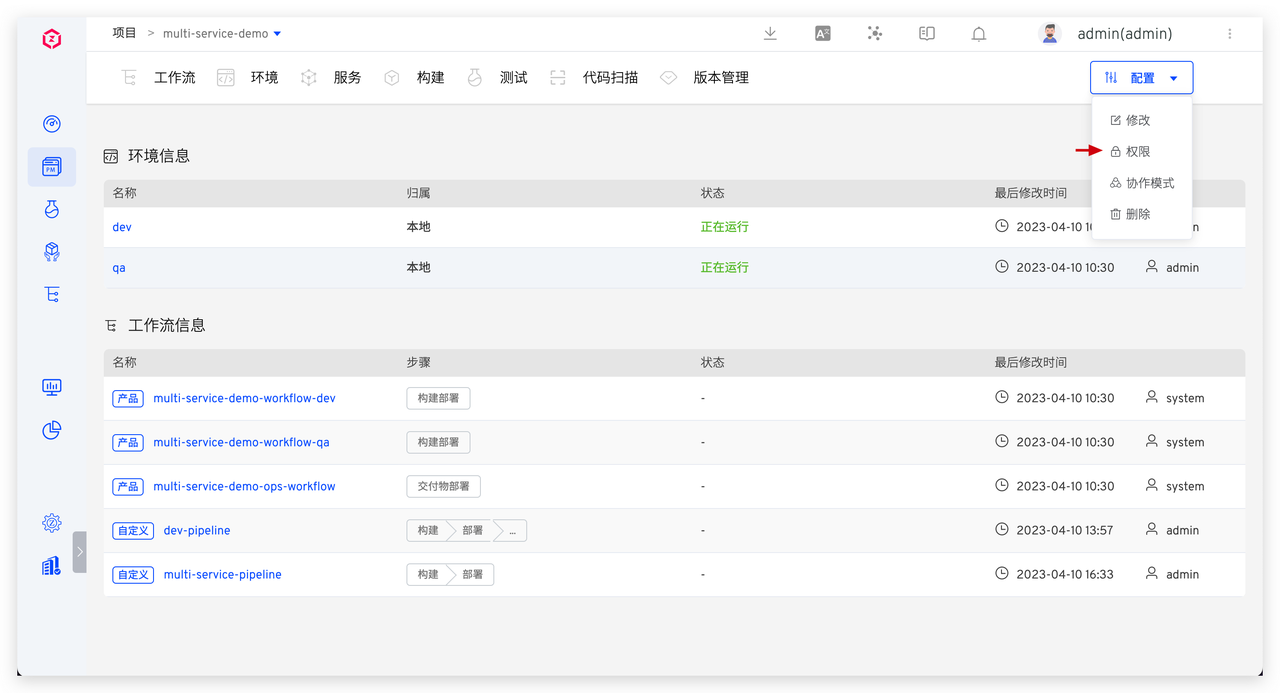 项目 > multi-service-demo
admin(admin)
工作流 环境 服务 构建 测试 代码扫描 版本管理 配置
修改
权限
协作模式
删除
环境信息
名称 归属 状态 最后修改时间
dev 本地 正在运行 2023-04-10 1 n
qa 本地 正在运行 2023-04-10 10:30 admin
工作流信息
名称 步骤 状态 最后修改时间
产品 multi-service-demo-workflow-dev 构建部署 - 2023-04-10 10:30 system
产品 multi-service-demo-workflow-qa 构建部署 - 2023-04-10 10:30 system
产品 multi-service-demo-ops-workflow 交付物部署 - 2023-04-10 10:30 system
自定义 dev-pipeline 构建 部署 ... - 2023-04-10 13:57 admin
自定义 multi-service-pipeline 构建 部署 - 2023-04-10 16:33 admin